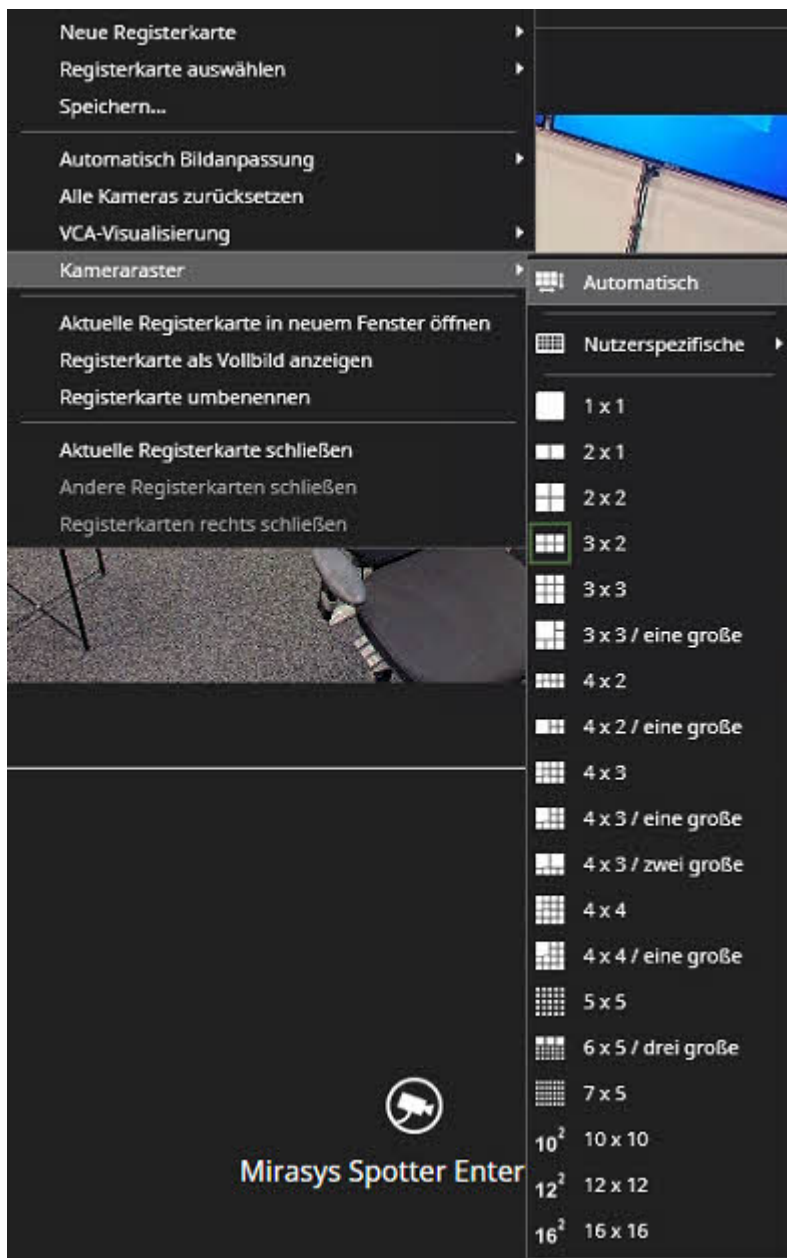 Neue Registerkarte
Registerkarte auswählen
Speichern...
Automatisch Bildanpassung
Alle Kameras zurücksetzen
VCA-Visualisierung
Kameraraster
Aktuelle Registerkarte in neuem Fenster öffnen
Registerkarte als Vollbild anzeigen
Registerkarte umbenennen
Aktuelle Registerkarte schließen
Andere Registerkarten schließen
Registerkarten rechts schließen
Automatisch
Nutzerspezifische
1 x 1
2 x 1
2 x 2
3 x 2
3 x 3
3 x 3 / eine große
4 x 2
4 x 2 / eine große
4 x 3
4 x 3 / eine große
4 x 3 / zwei große
4 x 4
4 x 4 / eine große
5 x 5
6 x 5 / drei große
7 x 5
10² 10 x 10
12² 12 x 12
16² 16 x 16
Mirasys Spotter Enter